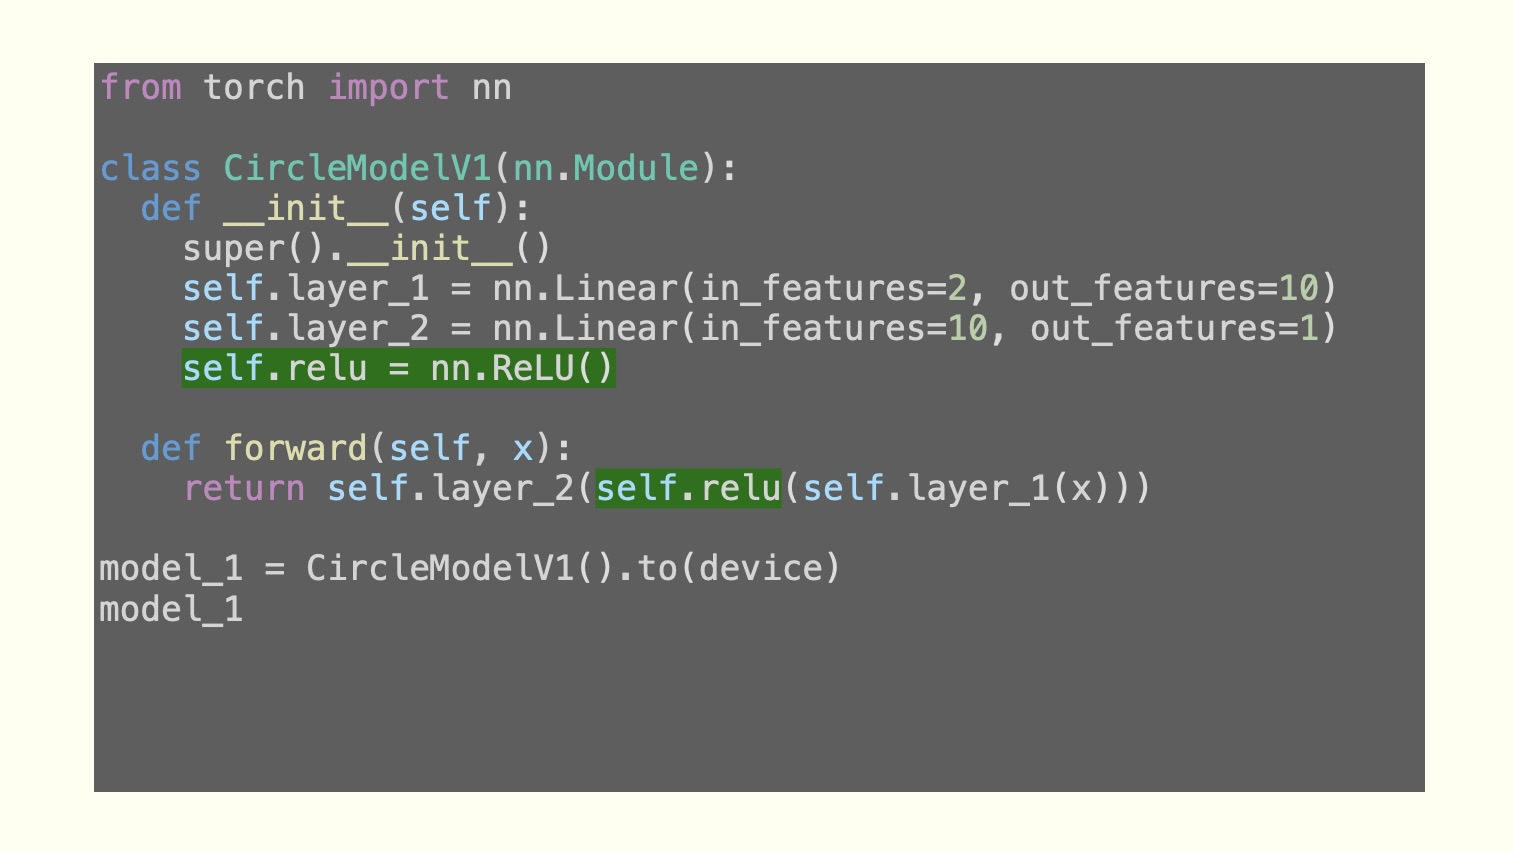 from torch import nn
class CircleModelV1(nn.Module):
  def __init__(self):
    super().__init__()
    self.layer_1 = nn.Linear(in_features=2, out_features=10)
    self.layer_2 = nn.Linear(in_features=10, out_features=1)
    self.relu = nn.ReLU()
  def forward(self, x):
    return self.layer_2(self.relu(self.layer_1(x)))
model_1 = CircleModelV1().to(device)
model_1